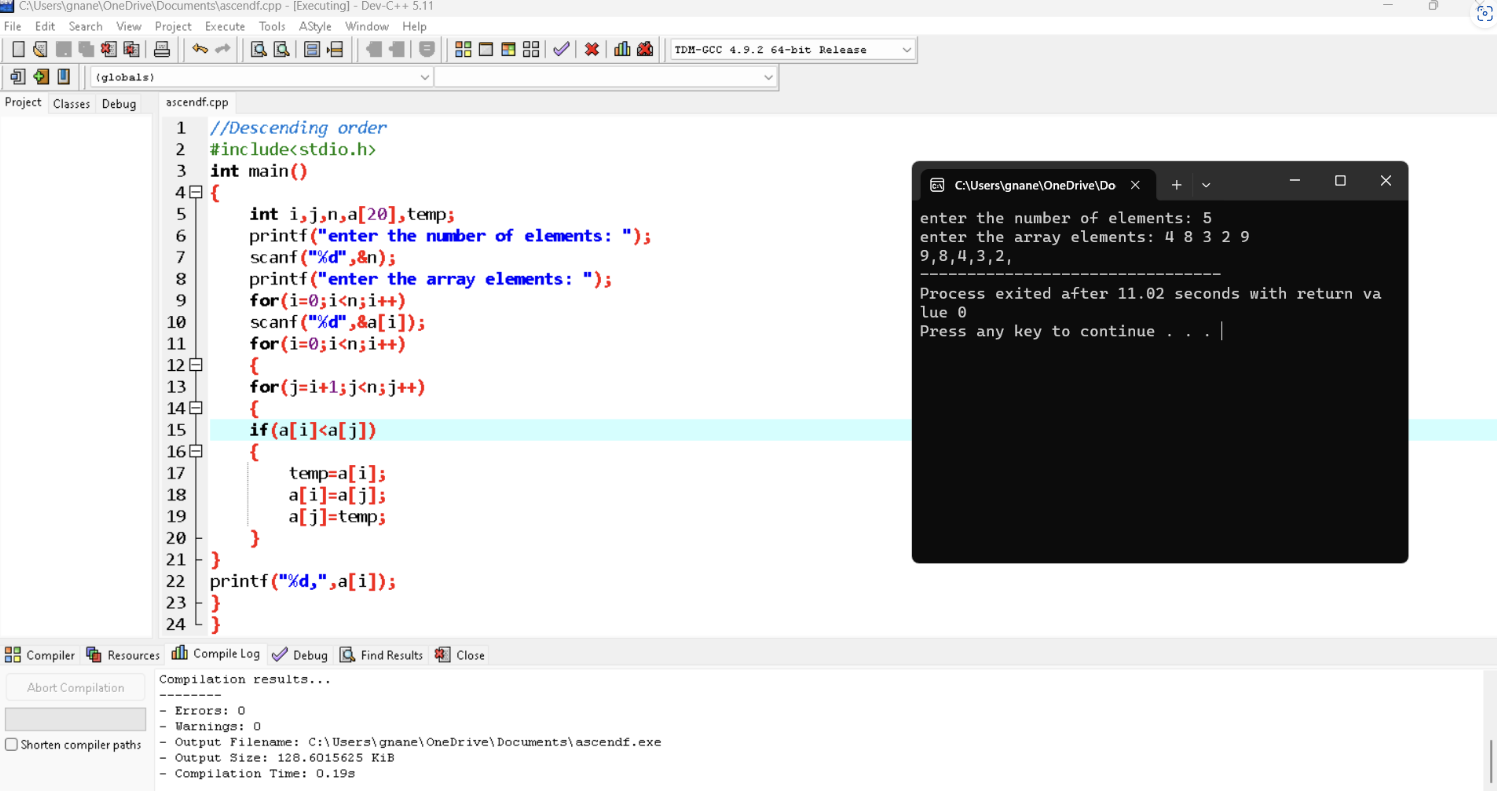 C:\Users\gnane\OneDrive\Documents\ascendf.cpp - [Executing] - Dev-C++ 5.11
File Edit Search View Project Execute Tools AStyle Window Help
TDM-GCC 4.9.2 64-bit Release
(globals)
Project Classes Debug
ascendf.cpp
1 //Descending order
2 #include<stdio.h>
3 int main()
4 {
5 int i,j,n,a[20],temp;
6 printf("enter the number of elements: ");
7 scanf("%d",&n);
8 printf("enter the array elements: ");
9 for(i=0;i<n;i++)
10 scanf("%d",&a[i]);
11 for(i=0;i<n;i++)
12 {
13 for(j=i+1;j<n;j++)
14 {
15 if(a[i]<a[j])
16 {
17 temp=a[i];
18 a[i]=a[j];
19 a[j]=temp;
20 }
21 }
22 printf("%d,",a[i]);
23 }
24 }
C:\Users\gnane\OneDrive\Do
enter the number of elements: 5
enter the array elements: 4 8 3 2 9
9,8,4,3,2,
--------------------------------
Process exited after 11.02 seconds with return va
lue 0
Press any key to continue . . .
Compiler Resources Compile Log Debug Find Results Close
Abort Compilation
Shorten compiler paths
Compilation results...
--------
- Errors: 0
- Warnings: 0
- Output Filename: C:\Users\gnane\OneDrive\Documents\ascendf.exe
- Output Size: 128.6015625 KiB
- Compilation Time: 0.19s